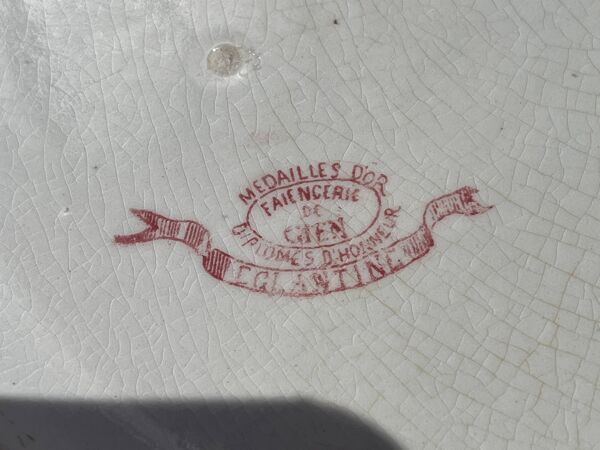 MEDAILLES D'OR
FAIENCERIE
DE
GIEN
DIPLOMES D'HONNEUR
EGLANTINE